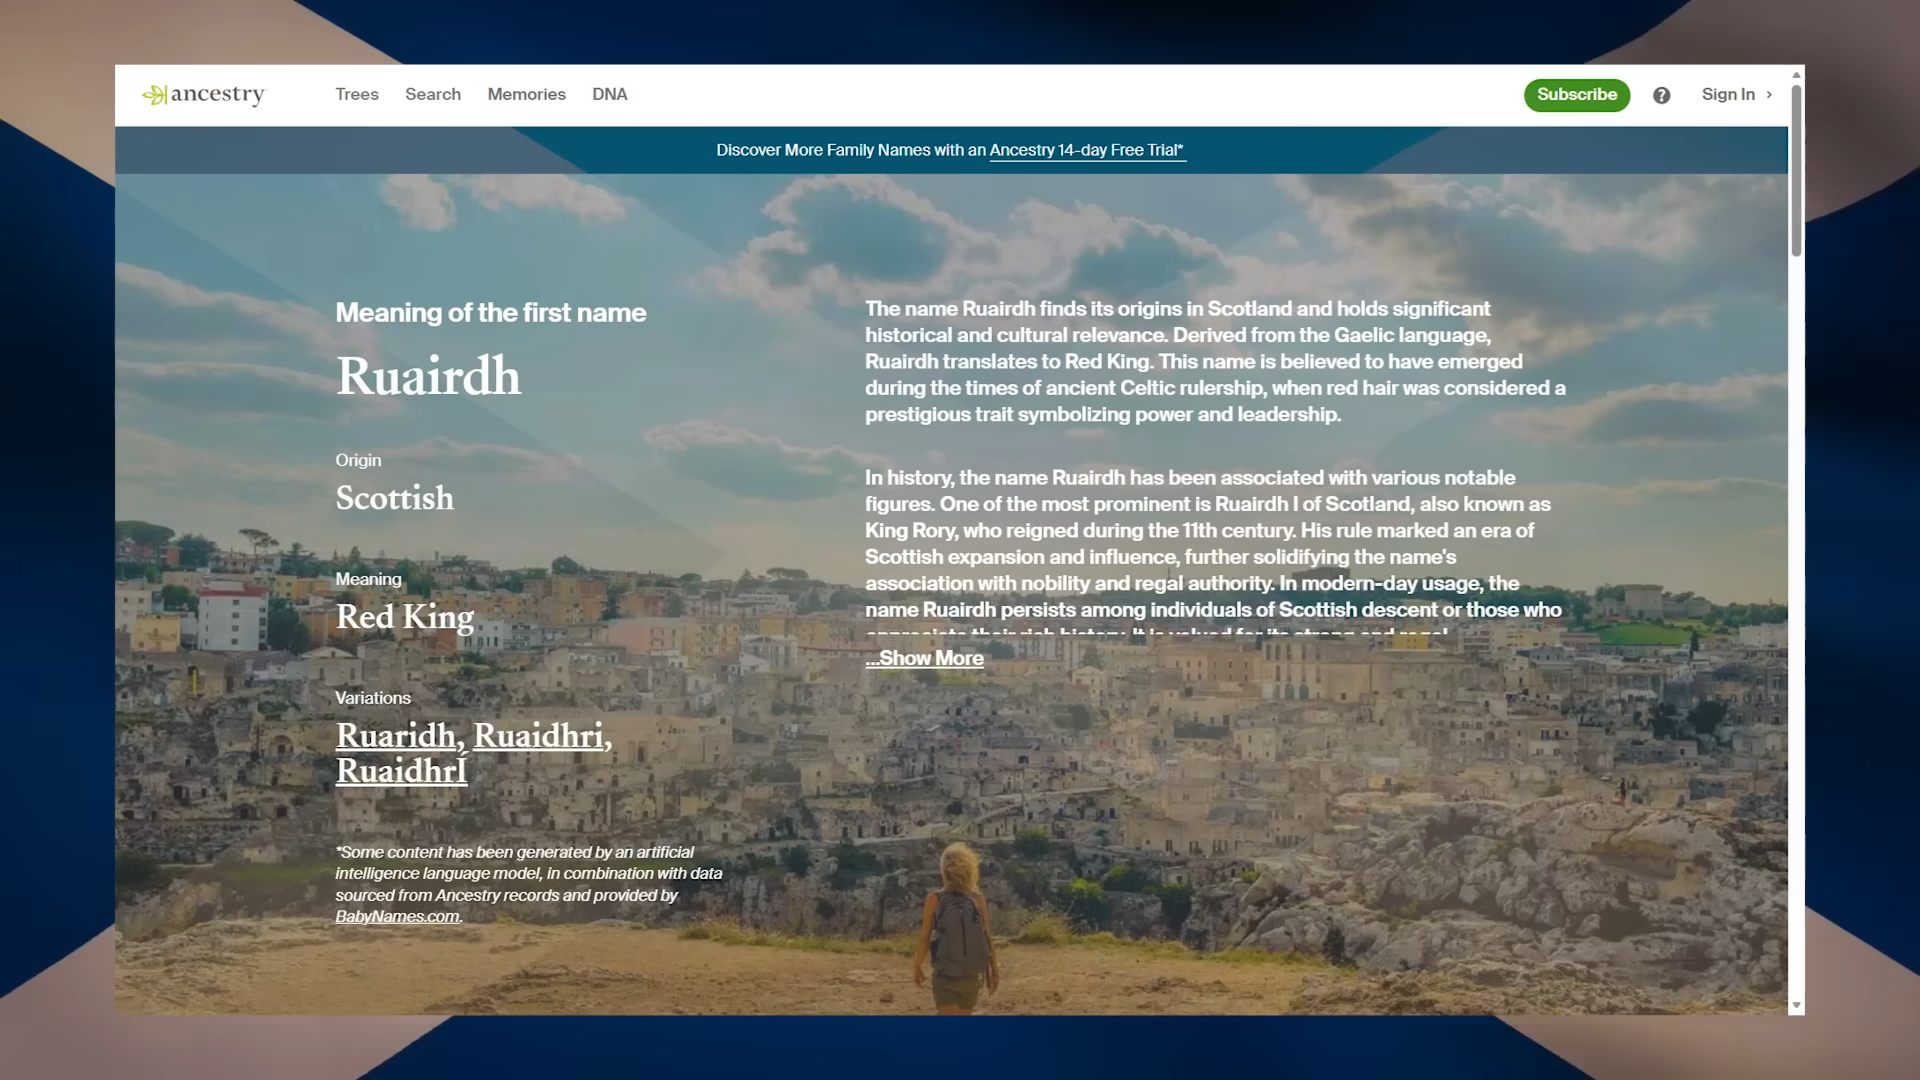 ancestry
Trees Search Memories DNA
Subscribe ? Sign In >
Discover More Family Names with an Ancestry 14-day Free Trial*
Meaning of the first name
Ruairdh
Origin
Scottish
Meaning
Red King
Variations
Ruaridh, Ruaidhri,
RuaidhrÍ
*Some content has been generated by an artificial
intelligence language model, in combination with data
sourced from Ancestry records and provided by
BabyNames.com.
The name Ruairdh finds its origins in Scotland and holds significant
historical and cultural relevance. Derived from the Gaelic language,
Ruairdh translates to Red King. This name is believed to have emerged
during the times of ancient Celtic rulership, when red hair was considered a
prestigious trait symbolizing power and leadership.
In history, the name Ruairdh has been associated with various notable
figures. One of the most prominent is Ruairdh I of Scotland, also known as
King Rory, who reigned during the 11th century. His rule marked an era of
Scottish expansion and influence, further solidifying the name's
association with nobility and regal authority. In modern-day usage, the
name Ruairdh persists among individuals of Scottish descent or those who
...Show More